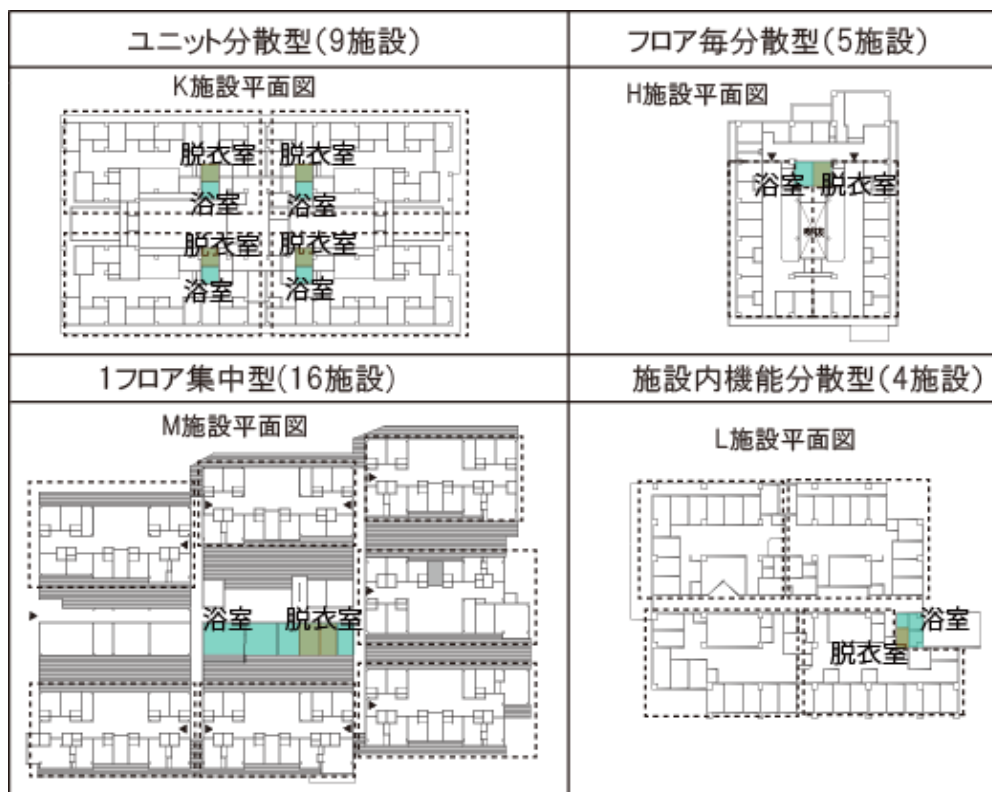 ユニット分散型(9施設)
フロア毎分散型(5施設)
K施設平面図
脱衣室 脱衣室
浴室 浴室
脱衣室 脱衣室
浴室 浴室
H施設平面図
浴室 脱衣室
1フロア集中型(16施設)
施設内機能分散型(4施設)
M施設平面図
浴室 脱衣室
L施設平面図
浴室
脱衣室